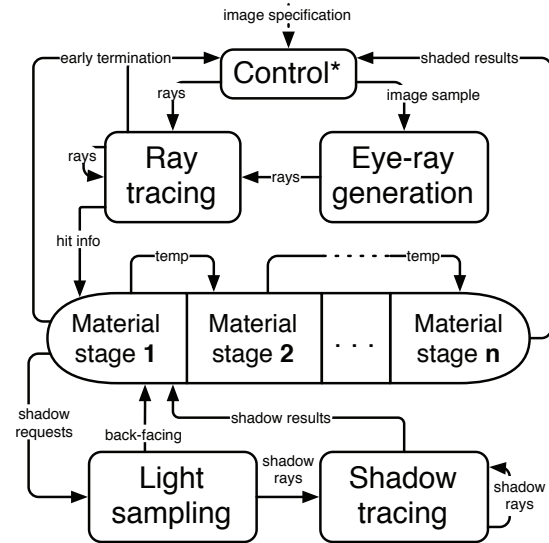 image specification
early termination
shaded results
Control*
rays
image sample
rays
Ray
tracing
rays
Eye-ray
generation
hit info
temp
temp
Material
stage 1
Material
stage 2
. . .
Material
stage n
shadow
requests
back-facing
shadow results
Light
sampling
shadow
rays
Shadow
tracing
shadow
rays